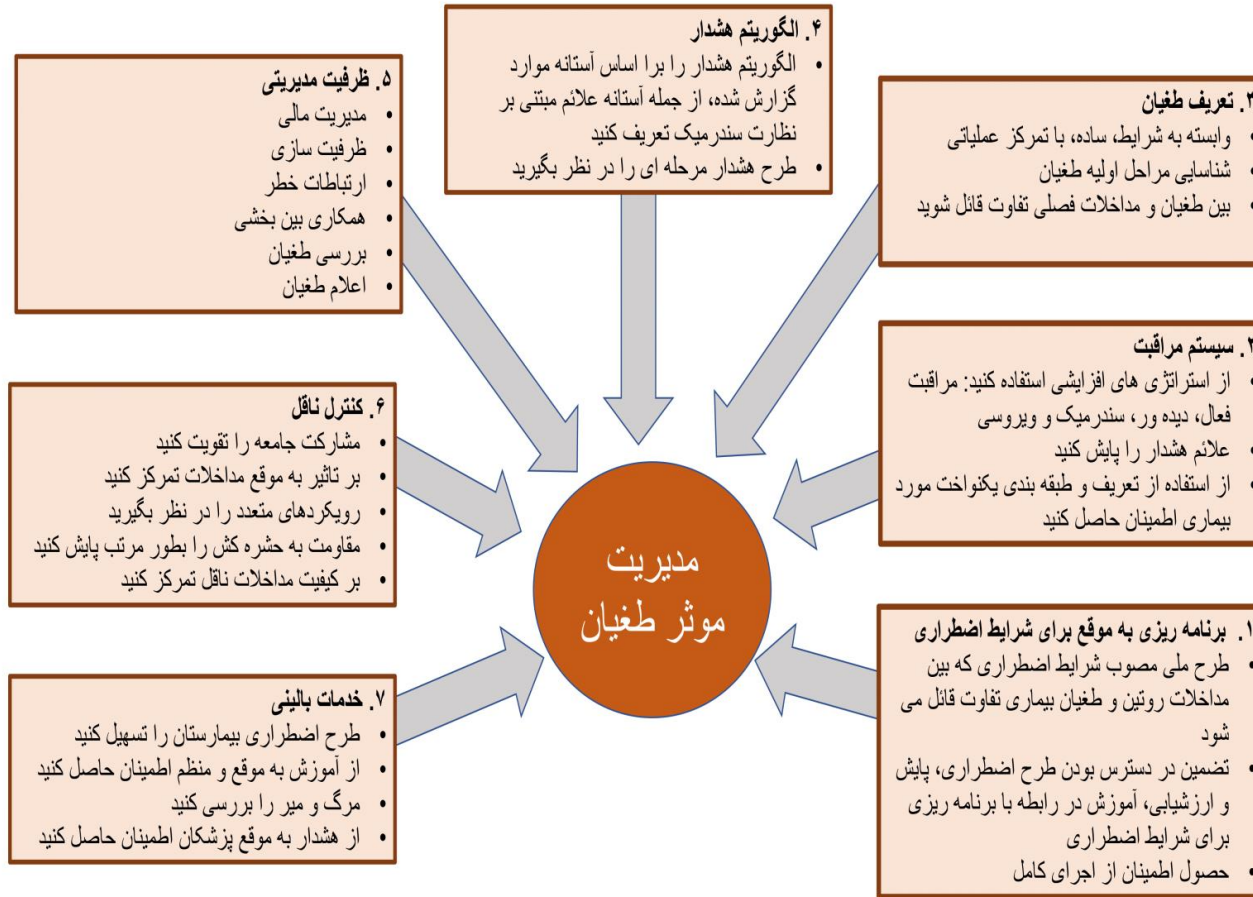 ۱. برنامه ریزی به موقع برای شرایط اضطراری
• طرح ملی مصوب شرایط اضطراری که بین
مداخلات روتین و طغیان بیماری تفاوت قائل می
شود
• تضمین در دسترس بودن طرح اضطراری، پایش
و ارزشیابی، آموزش در رابطه با برنامه ریزی
برای شرایط اضطراری
• حصول اطمینان از اجرای کامل
۲. سیستم مراقبت
• از استراتژی های افزایشی استفاده کنید: مراقبت
فعال، دیده ور، سندرمیک و ویروسی
• علائم هشدار را پایش کنید
• از استفاده از تعریف و طبقه بندی یکنواخت مورد
بیماری اطمینان حاصل کنید
۳. تعریف طغیان
• وابسته به شرایط، ساده، با تمرکز عملیاتی
• شناسایی مراحل اولیه طغیان
• بین طغیان و مداخلات فصلی تفاوت قائل شوید
۴. الگوریتم هشدار
• الگوریتم هشدار را برا اساس آستانه موارد
گزارش شده، از جمله آستانه علائم مبتنی بر
نظارت سندرمیک تعریف کنید
• طرح هشدار مرحله ای را در نظر بگیرید
۵. ظرفیت مدیریتی
• مدیریت مالی
• ظرفیت سازی
• ارتباطات خطر
• همکاری بین بخشی
• بررسی طغیان
• اعلام طغیان
۶. کنترل ناقل
• مشارکت جامعه را تقویت کنید
• بر تاثیر به موقع مداخلات تمرکز کنید
• رویکردهای متعدد را در نظر بگیرید
• مقاومت به حشره کش را بطور مرتب پایش کنید
• بر کیفیت مداخلات ناقل تمرکز کنید
۷. خدمات بالینی
• طرح اضطراری بیمارستان را تسهیل کنید
• از آموزش به موقع و منظم اطمینان حاصل کنید
• مرگ و میر را بررسی کنید
• از هشدار به موقع پزشکان اطمینان حاصل کنید
مدیریت
موثر طغیان